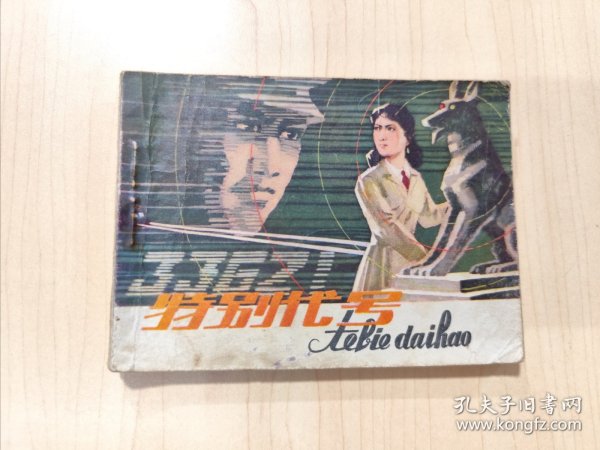 33621
特别代号
tebie daihao
孔夫子旧书网
www.kongfz.com